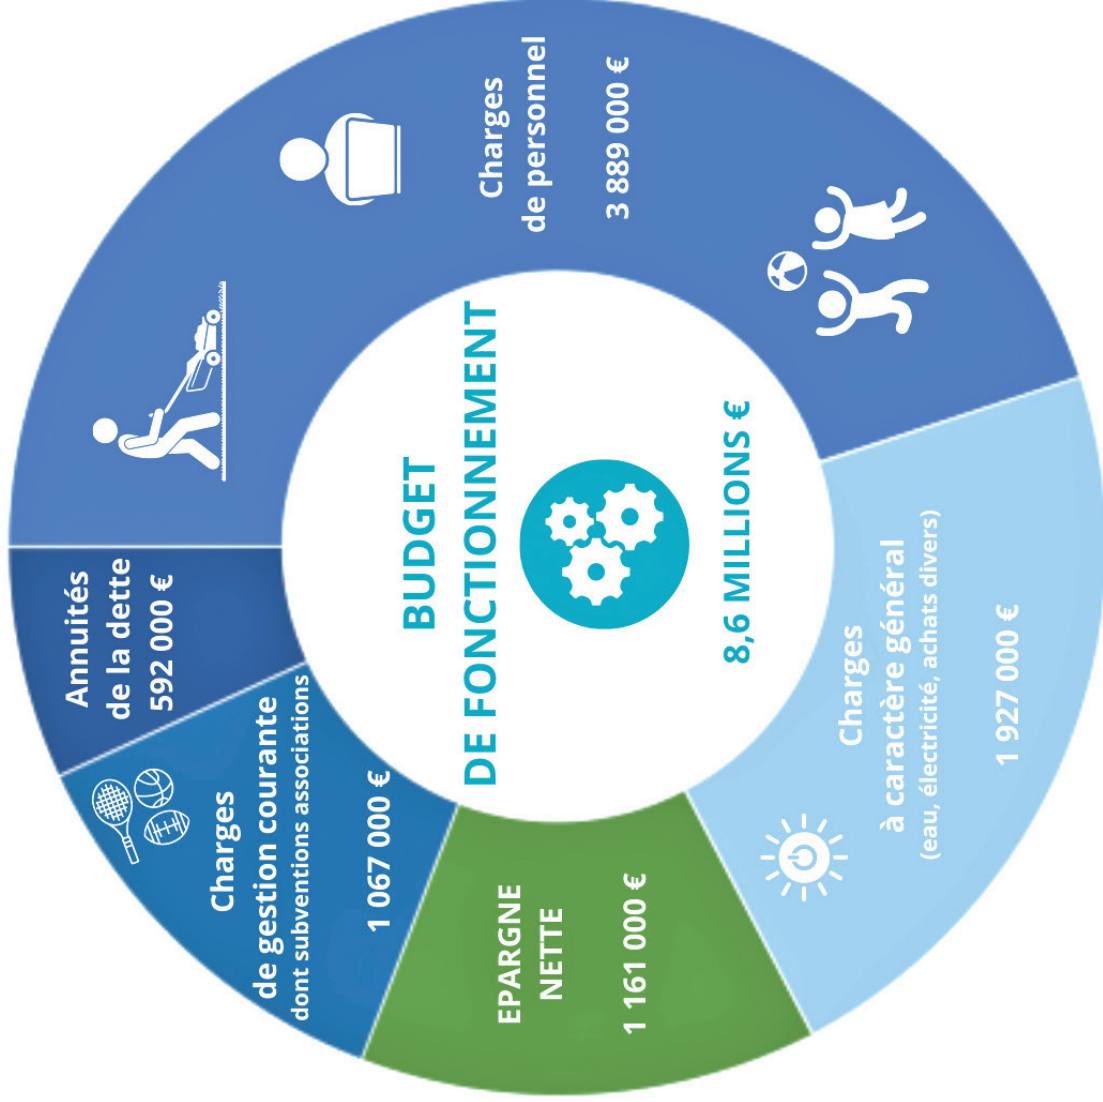 BUDGET
DE FONCTIONNEMENT
8,6 MILLIONS €
Charges
de personnel
3 889 000 €
Charges
à caractère général
(eau, électricité, achats divers)
1 927 000 €
EPARGNE
NETTE
1 161 000 €
Charges
de gestion courante
dont subventions associations
1 067 000 €
Annuités
de la dette
592 000 €